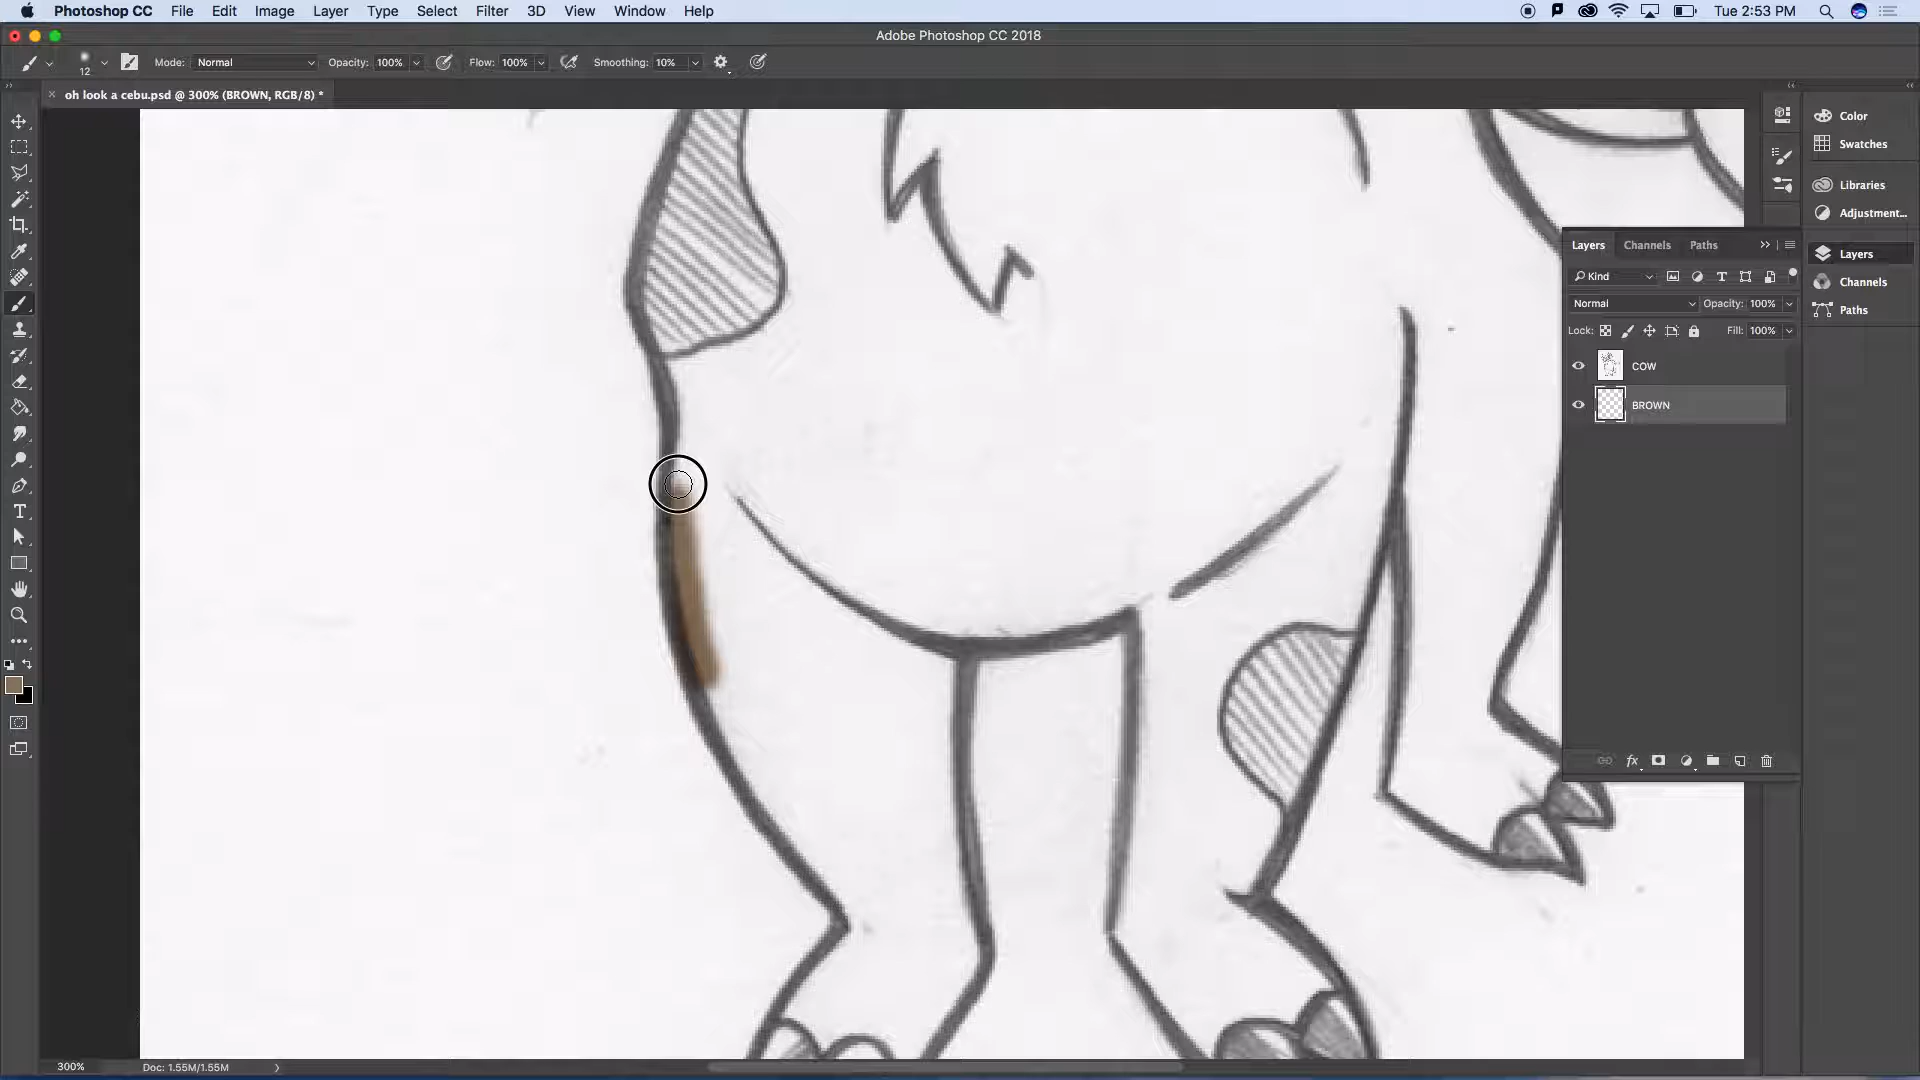 Photoshop CC File Edit Image Layer Type Select Filter 3D View Window Help Tue 2:53 PM
Adobe Photoshop CC 2018
12 Mode: Normal Opacity: 100% Flow: 100% Smoothing: 10%
oh look a cebu.psd @ 300% (BROWN, RGB/8) *
Color
Swatches
Libraries
Adjustment...
Layers
Channels
Paths
Layers Channels Paths
Kind
Normal Opacity: 100%
Lock: Fill: 100%
COW
BROWN
fx
300% Doc: 1.55M/1.55M